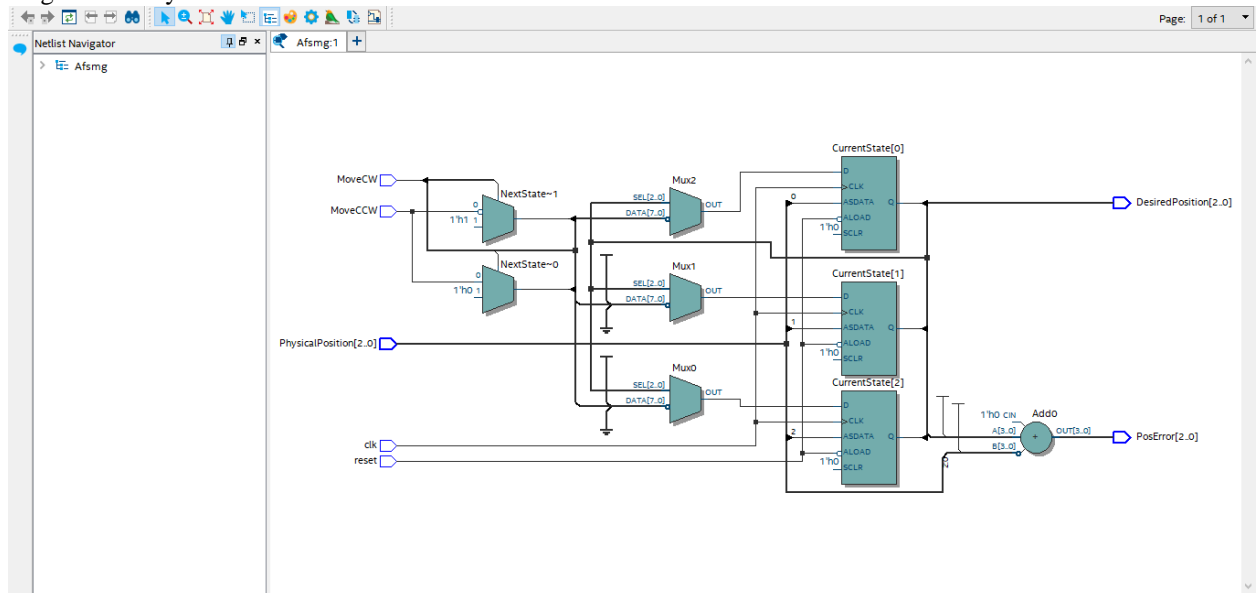 Page: 1 of 1
Netlist Navigator
Afsmg:1
Afsmg
CurrentState[0]
MoveCW
MoveCCW
NextState~1
0
1'h1 1
Mux2
SEL[2..0]
DATA[7..0]
OUT
D
CLK
0
ASDATA Q
ALOAD
1'h0
SCLR
DesiredPosition[2..0]
NextState~0
0
1'h0 1
Mux1
SEL[2..0]
DATA[7..0]
OUT
CurrentState[1]
D
CLK
1
ASDATA Q
ALOAD
1'h0
SCLR
PhysicalPosition[2..0]
Mux0
SEL[2..0]
DATA[7..0]
OUT
CurrentState[2]
D
CLK
2
ASDATA Q
ALOAD
1'h0
SCLR
clk
reset
1'h0 CIN
Add0
A[3..0]
B[3..0]
+
OUT[3..0]
PosError[2..0]